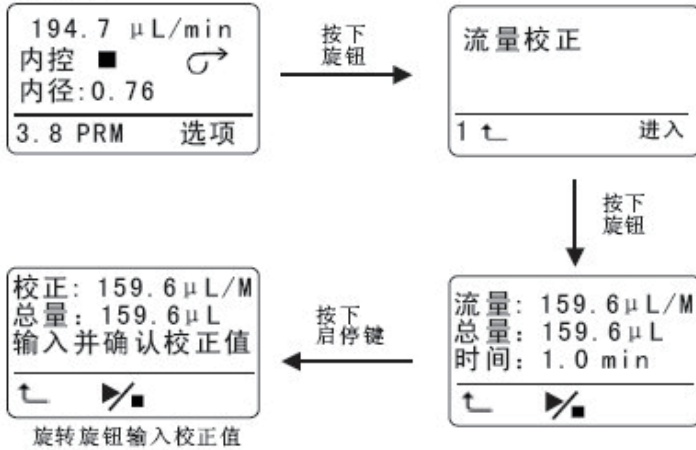 194.7 μL/min
内控
内径:0.76
3.8 PRM 选项
按下
旋钮
流量校正
1 进入
按下
旋钮
流量: 159.6μL/M
总量: 159.6μL
时间: 1.0 min
按下
启停键
校正: 159.6μL/M
总量: 159.6μL
输入并确认校正值
旋转旋钮输入校正值